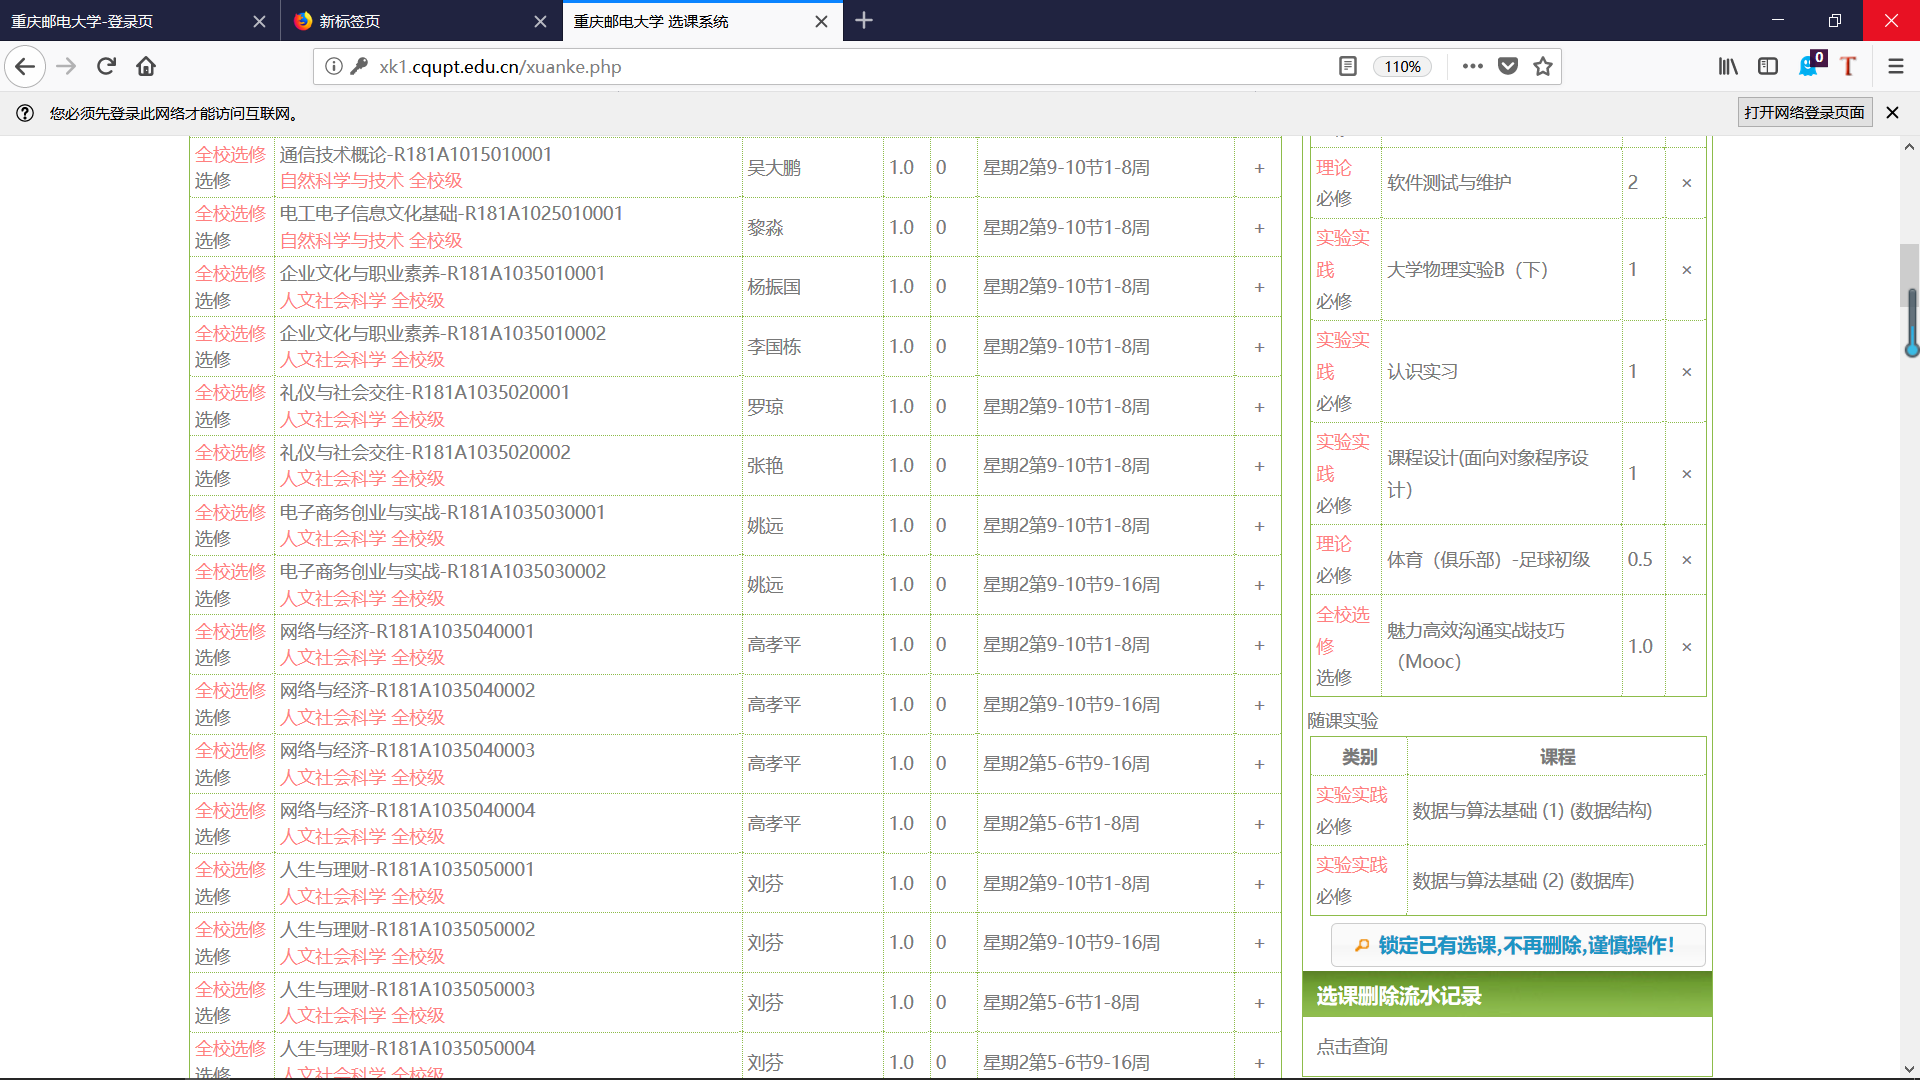 重庆邮电大学-登录页
新标签页
重庆邮电大学 选课系统
xk1.cqupt.edu.cn/xuanke.php
110%
0
T
您必须先登录此网络才能访问互联网。
打开网络登录页面
全校选修 选修 通信技术概论-R181A1015010001 自然科学与技术 全校级 吴大鹏 1.0 0 星期2第9-10节1-8周 +
全校选修 选修 电工电子信息文化基础-R181A1025010001 自然科学与技术 全校级 黎淼 1.0 0 星期2第9-10节1-8周 +
全校选修 选修 企业文化与职业素养-R181A1035010001 人文社会科学 全校级 杨振国 1.0 0 星期2第9-10节1-8周 +
全校选修 选修 企业文化与职业素养-R181A1035010002 人文社会科学 全校级 李国栋 1.0 0 星期2第9-10节1-8周 +
全校选修 选修 礼仪与社会交往-R181A1035020001 人文社会科学 全校级 罗琼 1.0 0 星期2第9-10节1-8周 +
全校选修 选修 礼仪与社会交往-R181A1035020002 人文社会科学 全校级 张艳 1.0 0 星期2第9-10节1-8周 +
全校选修 选修 电子商务创业与实战-R181A1035030001 人文社会科学 全校级 姚远 1.0 0 星期2第9-10节1-8周 +
全校选修 选修 电子商务创业与实战-R181A1035030002 人文社会科学 全校级 姚远 1.0 0 星期2第9-10节9-16周 +
全校选修 选修 网络与经济-R181A1035040001 人文社会科学 全校级 高孝平 1.0 0 星期2第9-10节1-8周 +
全校选修 选修 网络与经济-R181A1035040002 人文社会科学 全校级 高孝平 1.0 0 星期2第9-10节9-16周 +
全校选修 选修 网络与经济-R181A1035040003 人文社会科学 全校级 高孝平 1.0 0 星期2第5-6节9-16周 +
全校选修 选修 网络与经济-R181A1035040004 人文社会科学 全校级 高孝平 1.0 0 星期2第5-6节1-8周 +
全校选修 选修 人生与理财-R181A1035050001 人文社会科学 全校级 刘芬 1.0 0 星期2第9-10节1-8周 +
全校选修 选修 人生与理财-R181A1035050002 人文社会科学 全校级 刘芬 1.0 0 星期2第9-10节9-16周 +
全校选修 选修 人生与理财-R181A1035050003 人文社会科学 全校级 刘芬 1.0 0 星期2第5-6节1-8周 +
全校选修 选修 人生与理财-R181A1035050004 人文社会科学 全校级 刘芬 1.0 0 星期2第5-6节9-16周 +
理论 必修 软件测试与维护 2 ×
实验实践 必修 大学物理实验B（下） 1 ×
实验实践 必修 认识实习 1 ×
实验实践 必修 课程设计(面向对象程序设计） 1 ×
理论 必修 体育（俱乐部）-足球初级 0.5 ×
全校选修 选修 魅力高效沟通实战技巧（Mooc） 1.0 ×
随课实验
类别 课程
实验实践 必修 数据与算法基础 (1) (数据结构)
实验实践 必修 数据与算法基础 (2) (数据库)
锁定已有选课,不再删除,谨慎操作!
选课删除流水记录
点击查询